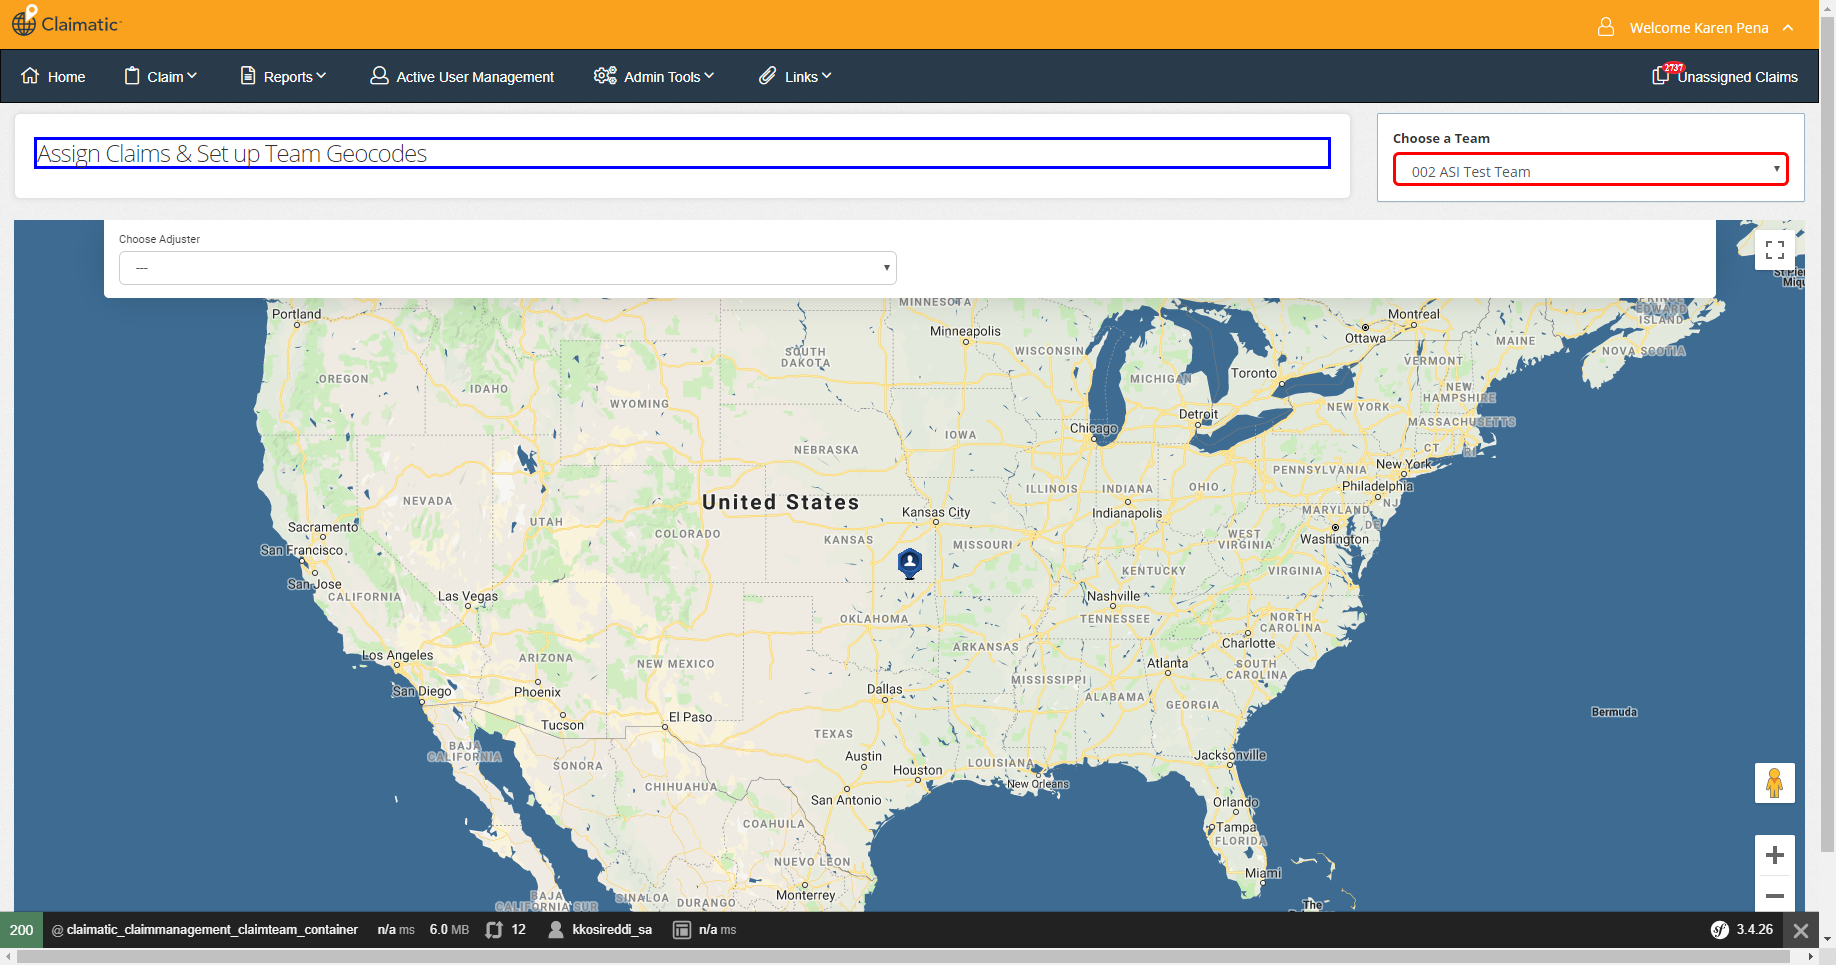 Claimatic
Welcome Karen Pena
Home
Claim
Reports
Active User Management
Admin Tools
Links
2737
Unassigned Claims
Assign Claims & Set up Team Geocodes
Choose a Team
002 ASI Test Team
Choose Adjuster
---
MINNESOTA
Portland
Minneapolis
Montreal
Ottawa
PRINCE
EDWARD
ISLAND
MAINE
NOVA SCOTIA
SOUTH
DAKOTA
WISCONSIN
VERMONT
OREGON
IDAHO
MICHIGAN
Toronto
NEW
HAMPSHIRE
WYOMING
NEW YORK
Detroit
MASSACHUSETTS
Chicago
IOWA
NEBRASKA
CT
RI
PENNSYLVANIA
New York
NEVADA
United States
ILLINOIS
INDIANA
OHIO
Philadelphia
NJ
Kansas City
Indianapolis
MARYLAND
DE
Sacramento
UTAH
COLORADO
KANSAS
MISSOURI
WEST
VIRGINIA
Washington
San Francisco
San Jose
KENTUCKY
VIRGINIA
CALIFORNIA
Las Vegas
Nashville
OKLAHOMA
TENNESSEE
NORTH
CAROLINA
Charlotte
ARKANSAS
Los Angeles
ARIZONA
NEW MEXICO
Atlanta
SOUTH
CAROLINA
San Diego
Phoenix
Dallas
MISSISSIPPI
ALABAMA
GEORGIA
El Paso
Tucson
Bermuda
TEXAS
BAJA
CALIFORNIA
Austin
Jacksonville
SONORA
Houston
LOUISIANA
New Orleans
CHIHUAHUA
San Antonio
Orlando
COAHUILA
Tampa
FLORIDA
NUEVO LEON
Miami
Monterrey
BAJA
CALIFORNIA SUR
SINALOA
DURANGO
The
200
@ claimatic_claimmanagement_claimteam_container
n/a ms
6.0 MB
12
kkosireddi_sa
n/a ms
sf
3.4.26